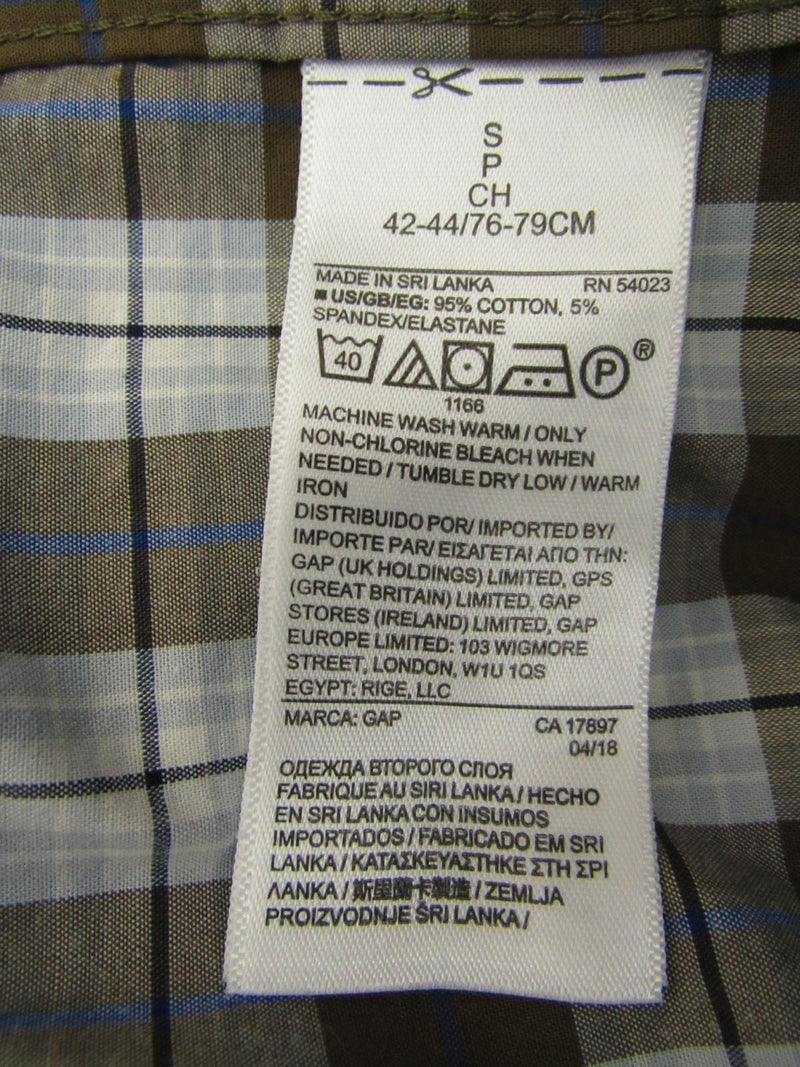 S
P
CH
42-44/76-79CM
MADE IN SRI LANKA RN 54023
■ US/GB/EG: 95% COTTON, 5%
SPANDEX/ELASTANE
40 P ®
1166
MACHINE WASH WARM / ONLY
NON-CHLORINE BLEACH WHEN
NEEDED / TUMBLE DRY LOW / WARM
IRON
DISTRIBUIDO POR/ IMPORTED BY/
IMPORTE PAR/ ΕΙΣΑΓΕΤΑΙ ΑΠΟ ΤΗΝ:
GAP (UK HOLDINGS) LIMITED, GPS
(GREAT BRITAIN) LIMITED, GAP
STORES (IRELAND) LIMITED, GAP
EUROPE LIMITED: 103 WIGMORE
STREET, LONDON, W1U 1QS
EGYPT: RIGE, LLC
MARCA: GAP CA 17897
04/18
ОДЕЖДА ВТОРОГО СЛОЯ
FABRIQUE AU SRI LANKA / HECHO
EN SRI LANKA CON INSUMOS
IMPORTADOS / FABRICADO EM SRI
LANKA / ΚΑΤΑΣΚΕΥΑΣΤΗΚΕ ΣΤΗ ΣΡΙ
ΛΑΝΚΑ / 斯里蘭卡製造 / ZEMLJA
PROIZVODNJE ŠRI LANKA /